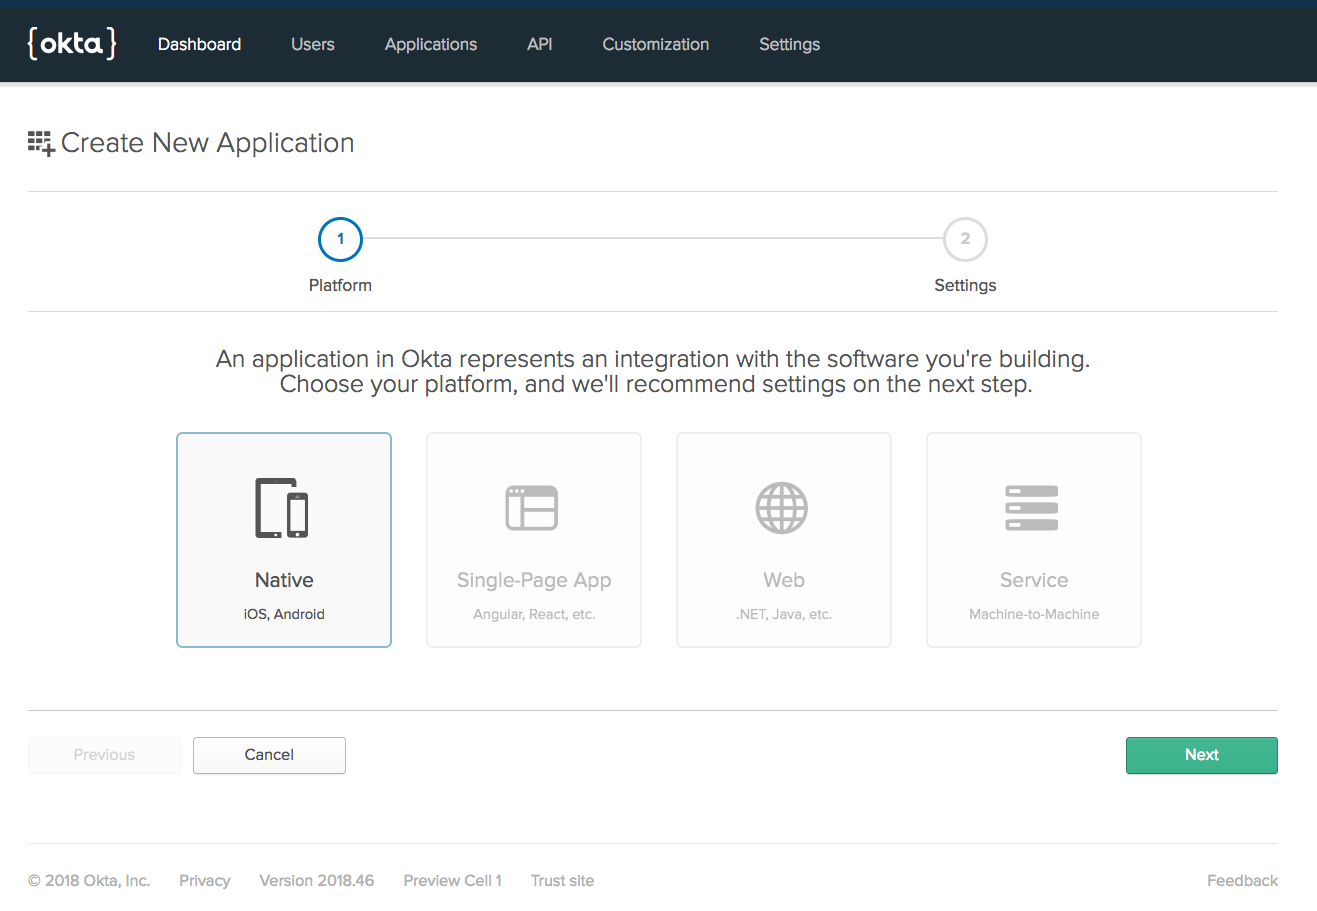 {okta} Dashboard Users Applications API Customization Settings
Create New Application
1 2
Platform Settings
An application in Okta represents an integration with the software you're building.
Choose your platform, and we'll recommend settings on the next step.
Native Single-Page App Web Service
iOS, Android Angular, React, etc. .NET, Java, etc. Machine-to-Machine
Previous Cancel Next
© 2018 Okta, Inc. Privacy Version 2018.46 Preview Cell 1 Trust site Feedback